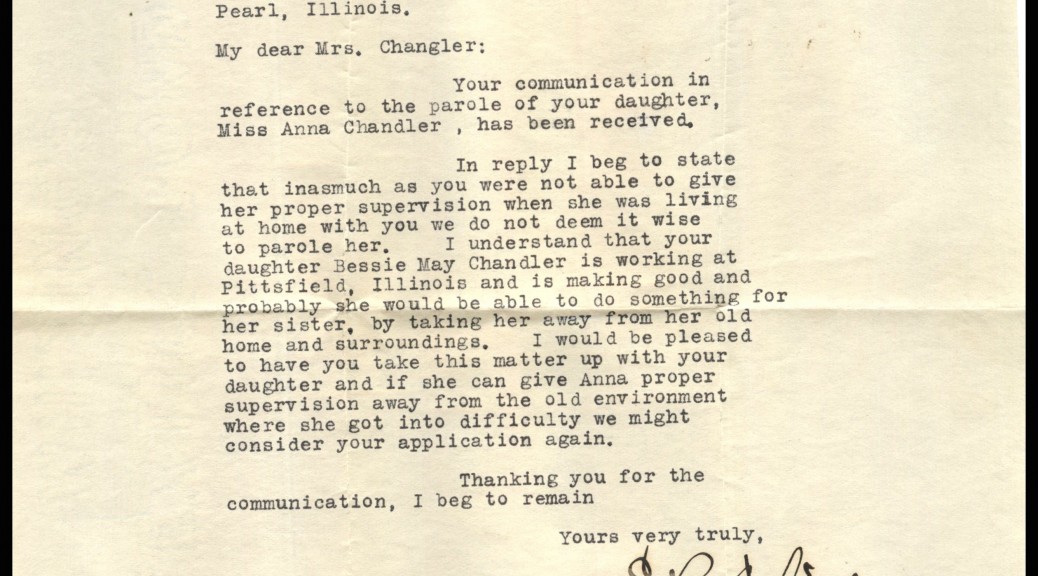 Pearl, Illinois.
My dear Mrs. Changler:
Your communication in
reference to the parole of your daughter,
Miss Anna Chandler , has been received.
In reply I beg to state
that inasmuch as you were not able to give
her proper supervision when she was living
at home with you we do not deem it wise
to parole her. I understand that your
daughter Bessie May Chandler is working at
Pittsfield, Illinois and is making good and
probably she would be able to do something for
her sister, by taking her away from her old
home and surroundings. I would be pleased
to have you take this matter up with your
daughter and if she can give Anna proper
supervision away from the old environment
where she got into difficulty we might
consider your application again.
Thanking you for the
communication, I beg to remain
Yours very truly,